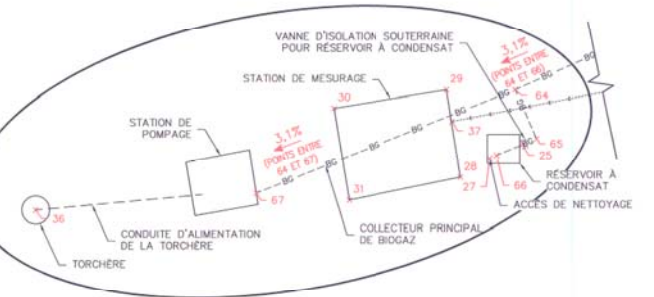 VANNE D'ISOLATION SOUTERRAINE
POUR RÉSERVOIR À CONDENSAT
3,1%
(POINTS ENTRE
64 ET 66)
BG
STATION DE MESURAGE
29
BG
BG
64
30
BG
STATION DE
POMPAGE
BG
37
BG
65
3,1%
(POINTS ENTRE
64 ET 67)
BG
25
BG
28
RÉSERVOIR À
CONDENSAT
BG
27
66
31
67
ACCÈS DE NETTOYAGE
36
CONDUITE D'ALIMENTATION
DE LA TORCHÈRE
COLLECTEUR PRINCIPAL
DE BIOGAZ
TORCHÈRE